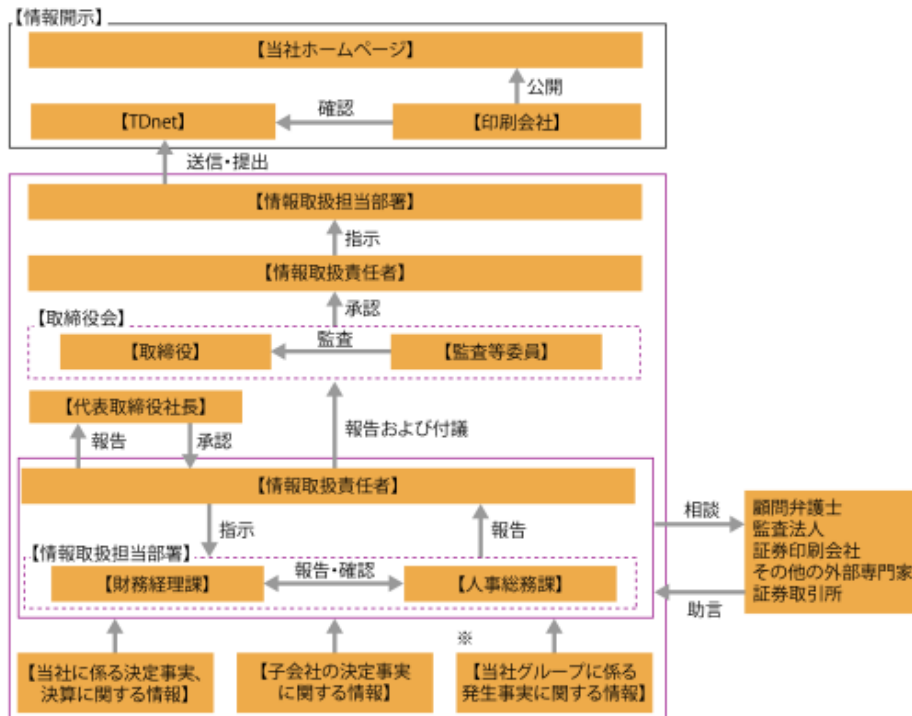 【情報開示】
【当社ホームページ】
公開
【TDnet】
確認
【印刷会社】
送信・提出
【情報取扱担当部署】
指示
【情報取扱責任者】
承認
【取締役会】
【取締役】
監査
【監査等委員】
【代表取締役社長】
報告
承認
報告および付議
【情報取扱責任者】
指示
報告
【情報取扱担当部署】
【財務経理課】
報告・確認
【人事総務課】
相談
助言
顧問弁護士
監査法人
証券印刷会社
その他の外部専門家
証券取引所
※
【当社に係る決定事実、
決算に関する情報】
【子会社の決定事実
に関する情報】
【当社グループに係る
発生事実に関する情報】